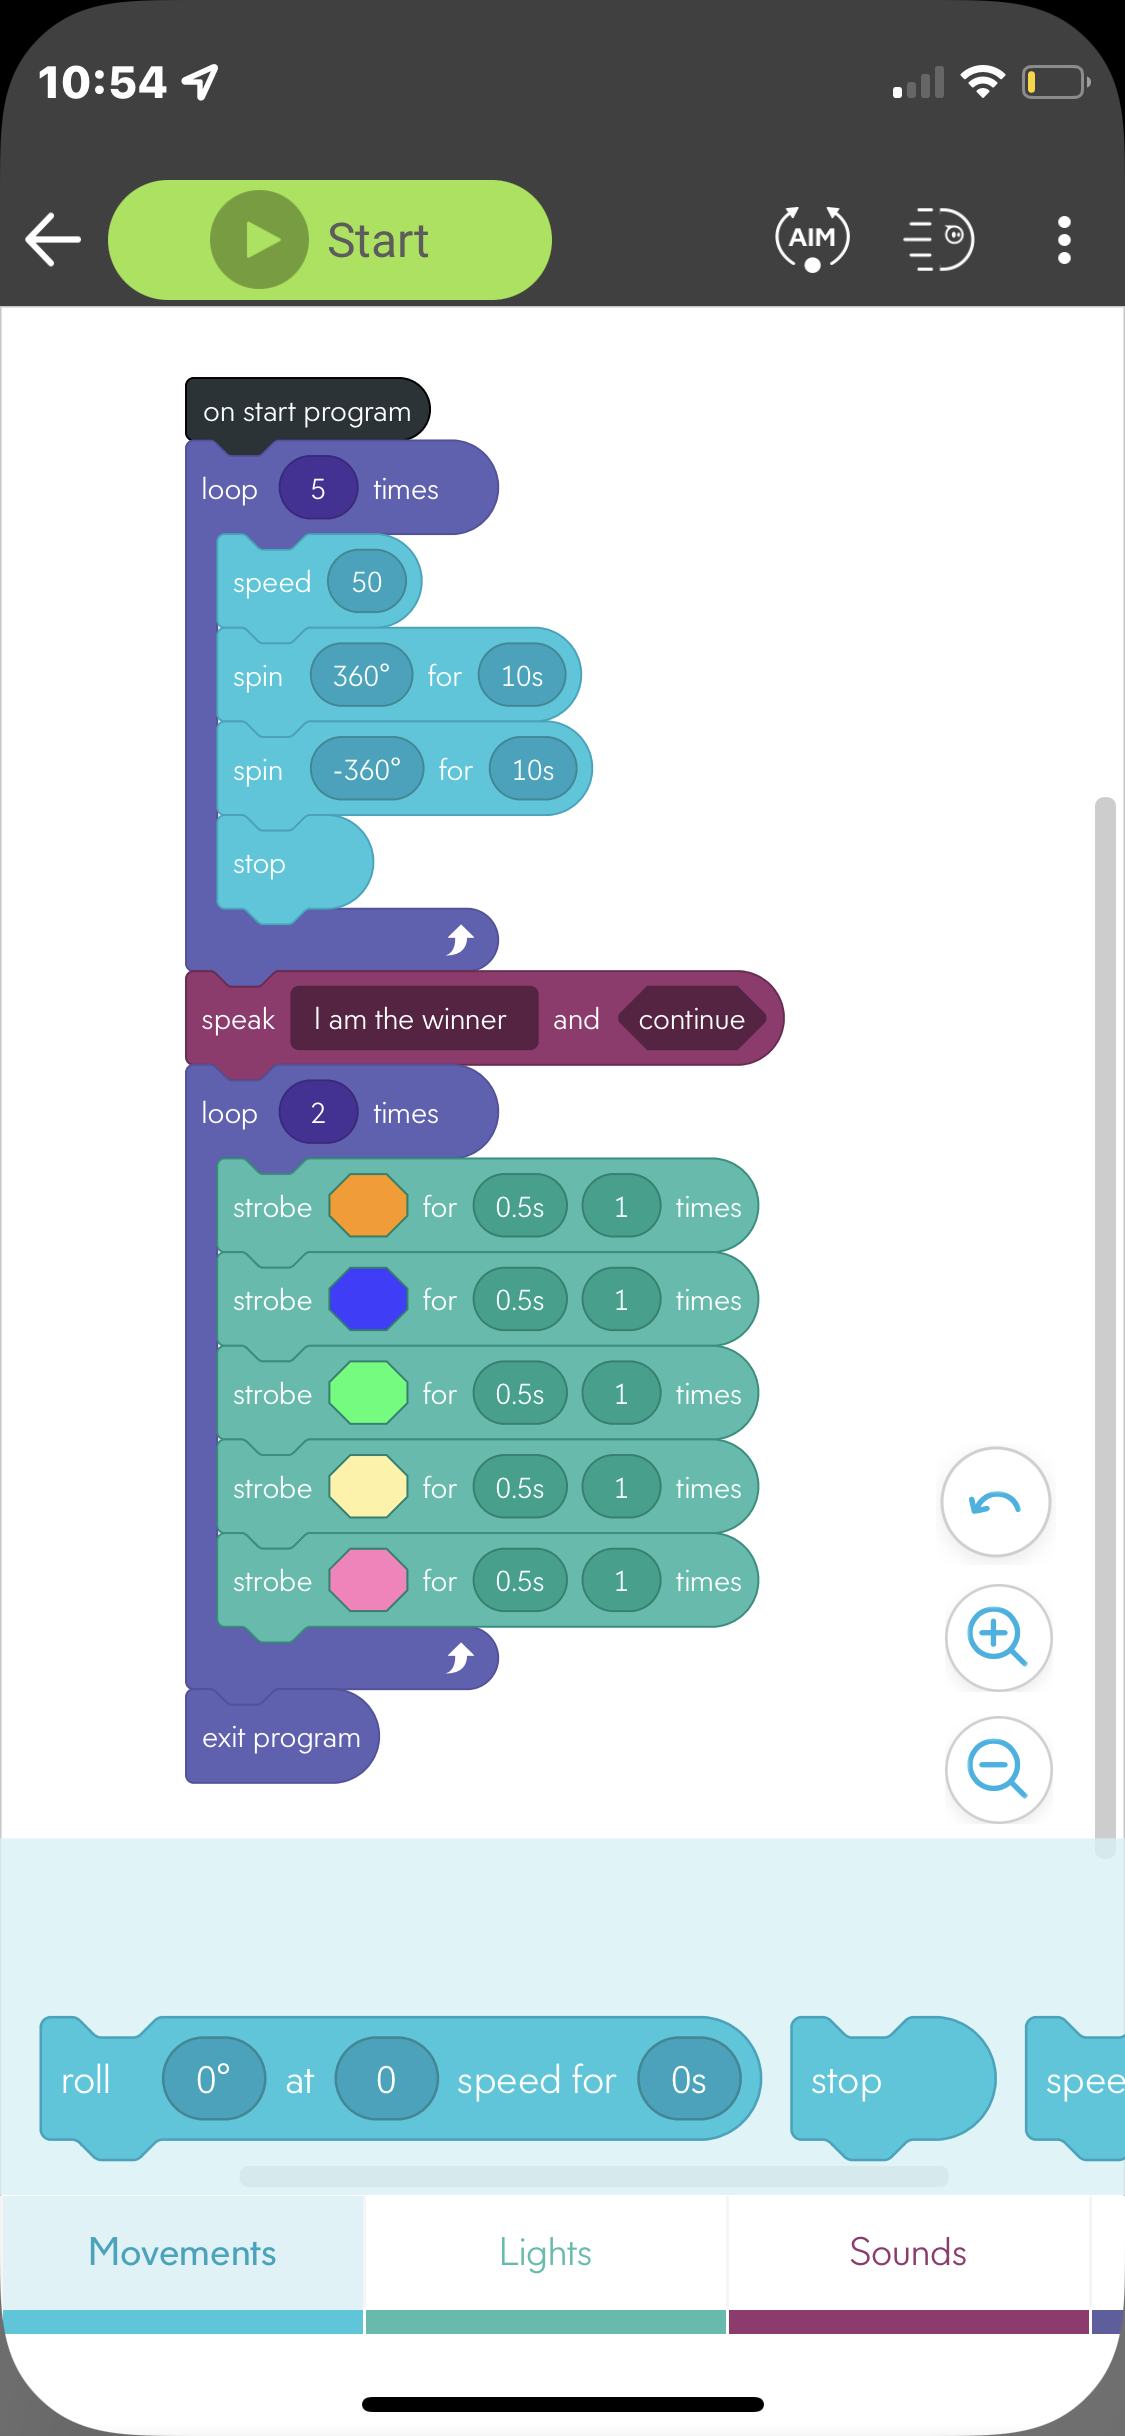 10:54
Start
AIM
on start program
loop 5 times
speed 50
spin 360° for 10s
spin -360° for 10s
stop
speak I am the winner and continue
loop 2 times
strobe for 0.5s 1 times
strobe for 0.5s 1 times
strobe for 0.5s 1 times
strobe for 0.5s 1 times
strobe for 0.5s 1 times
exit program
roll 0° at 0 speed for 0s stop spee
Movements Lights Sounds